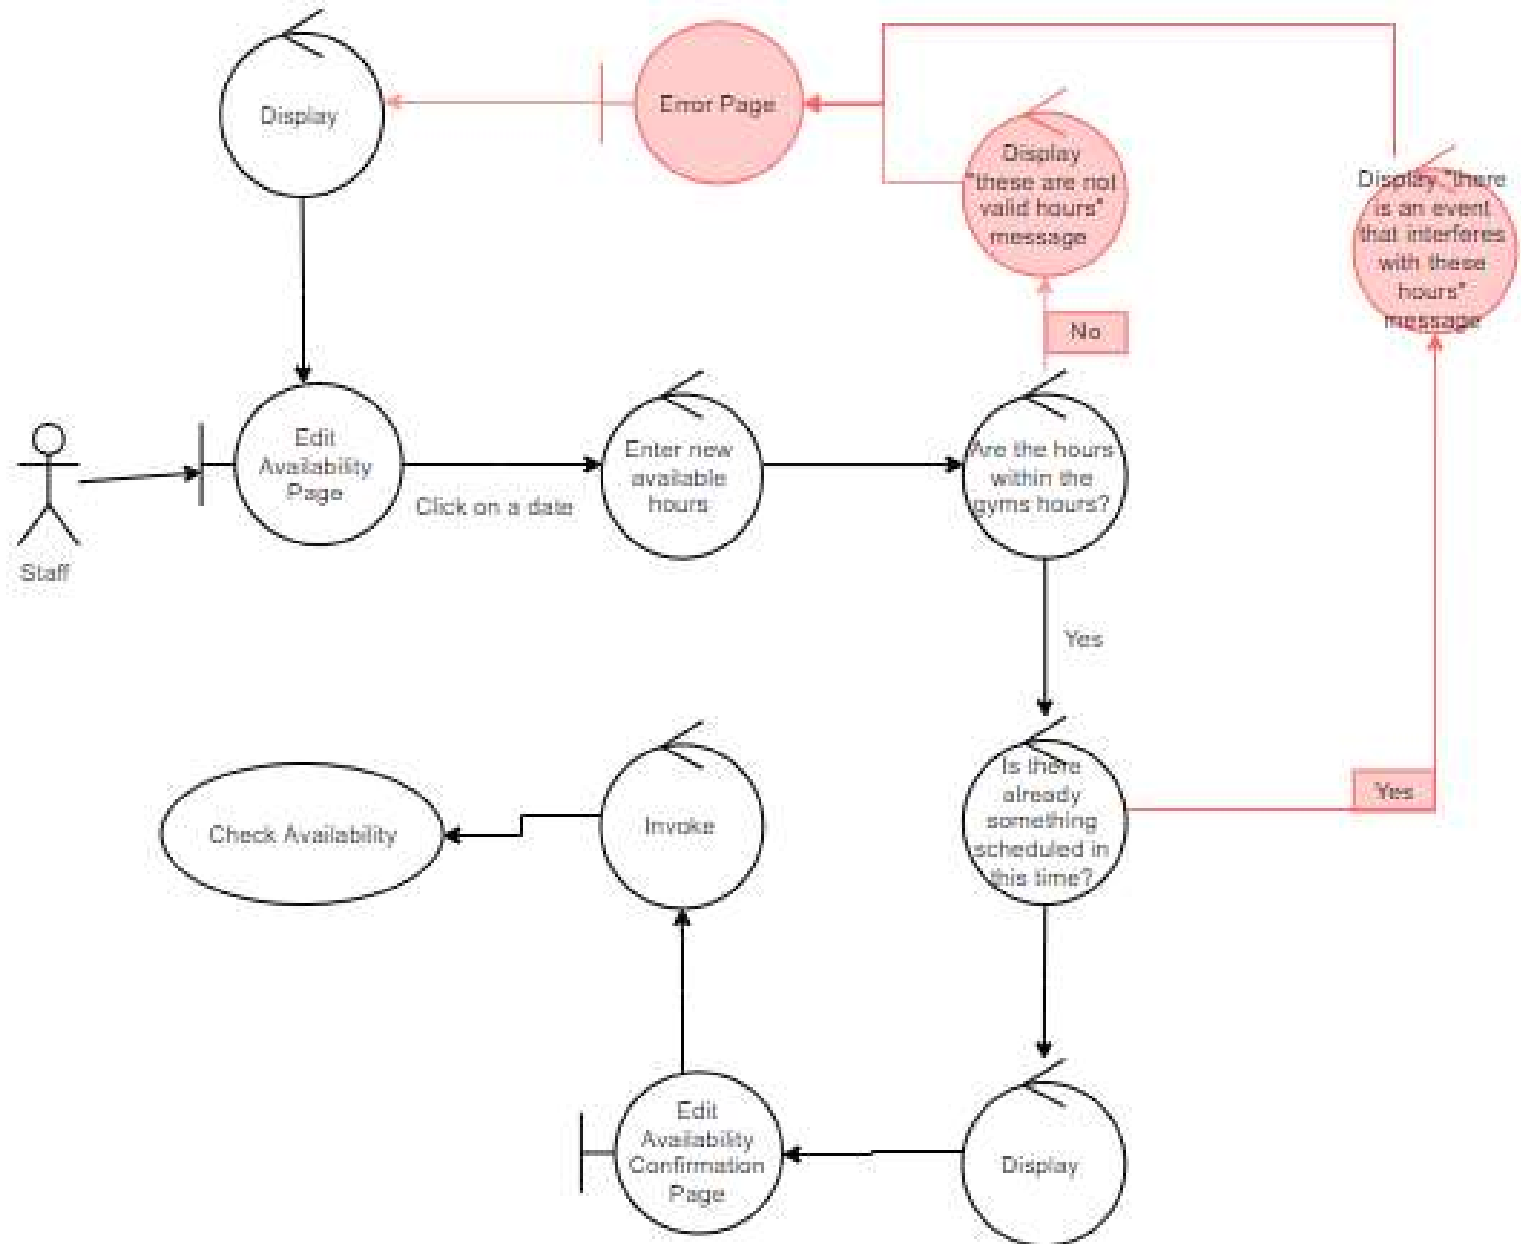 Display
Error Page
Display
"these are not
valid hours"
message
Display "there
is an event
that interferes
with these
hours"
message
No
Edit
Availability
Page
Click on a date
Enter new
available
hours
Are the hours
within the
gyms hours?
Staff
Yes
Check Availability
Invoke
Is there
already
something
scheduled in
this time?
Yes
Edit
Availability
Confirmation
Page
Display